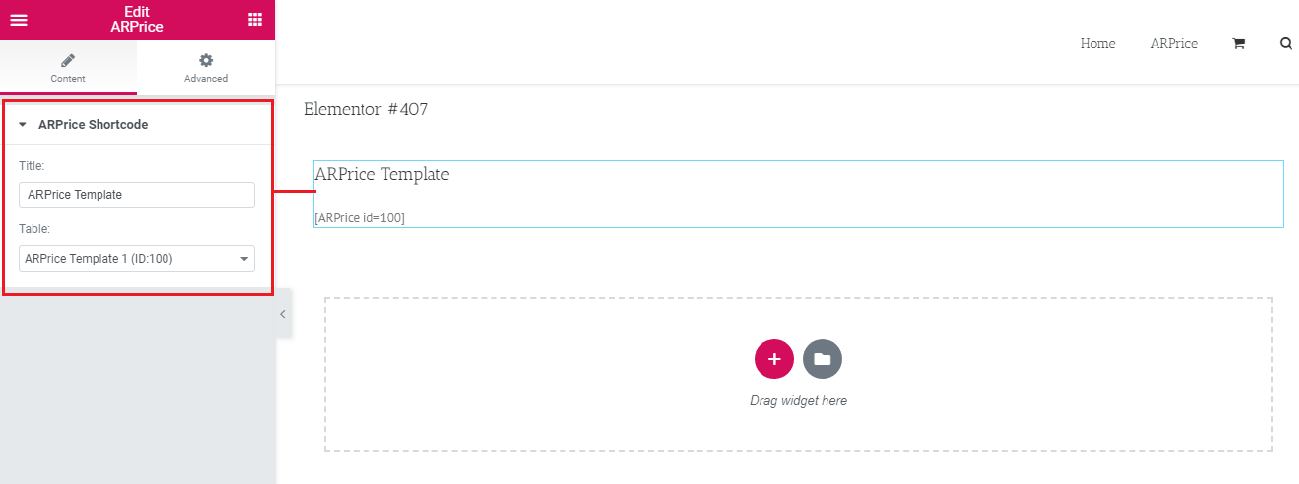 Edit
ARPrice
Content
Advanced
ARPrice Shortcode
Title:
ARPrice Template
Table:
ARPrice Template 1 (ID:100)
Home
ARPrice
Elementor #407
ARPrice Template
[ARPrice id=100]
Drag widget here